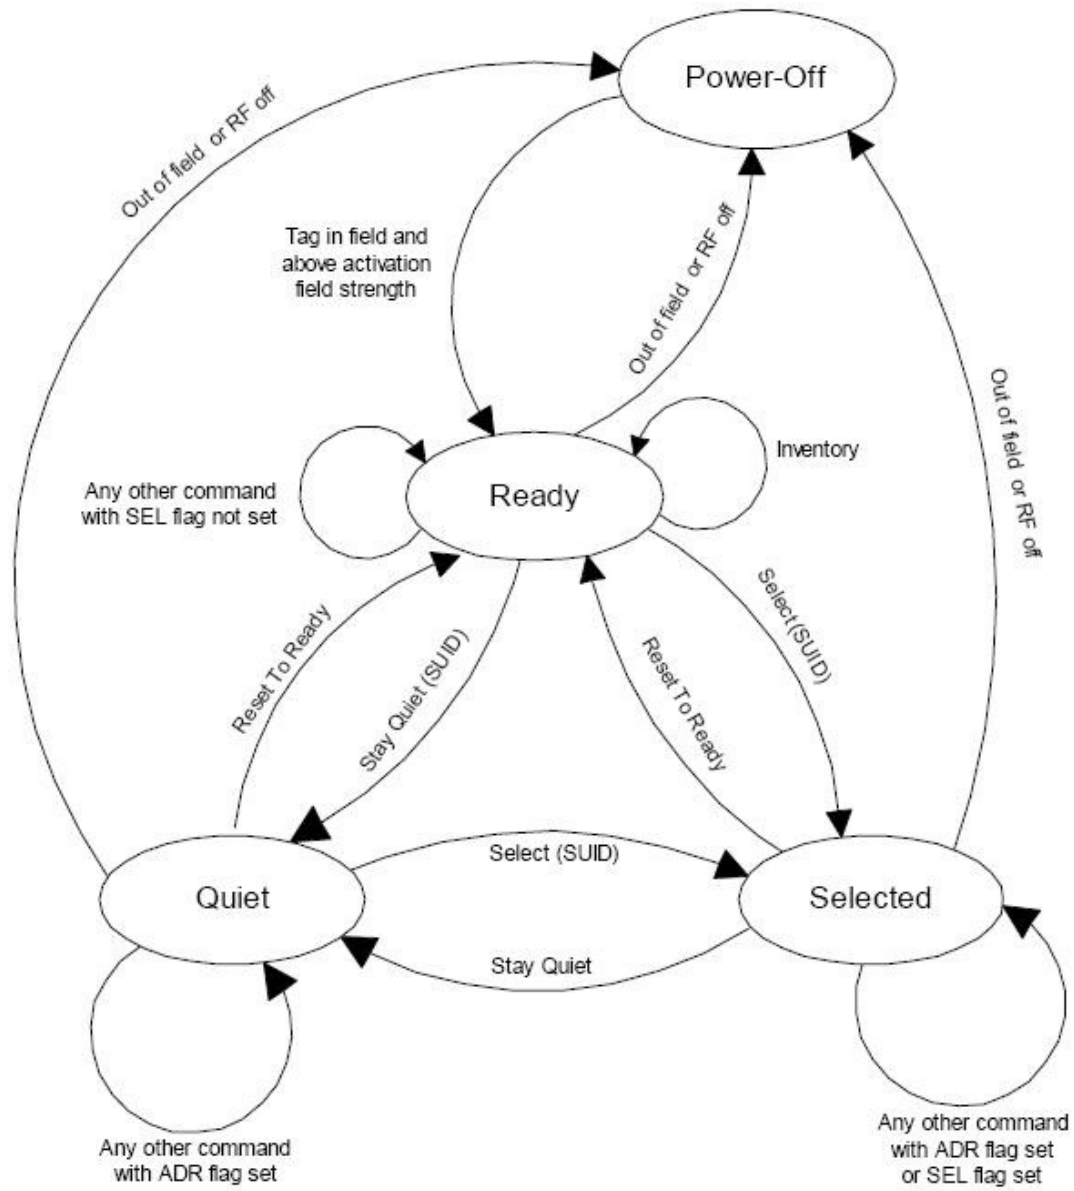 Power-Off
Out of field or RF off
Tag in field and
above activation
field strength
Out of field or RF off
Out of field or RF off
Inventory
Any other command
with SEL flag not set
Ready
Reset To Ready
Stay Quiet (SUID)
Reset To Ready
Select (SUID)
Select (SUID)
Quiet
Selected
Stay Quiet
Any other command
with ADR flag set
Any other command
with ADR flag set
or SEL flag set